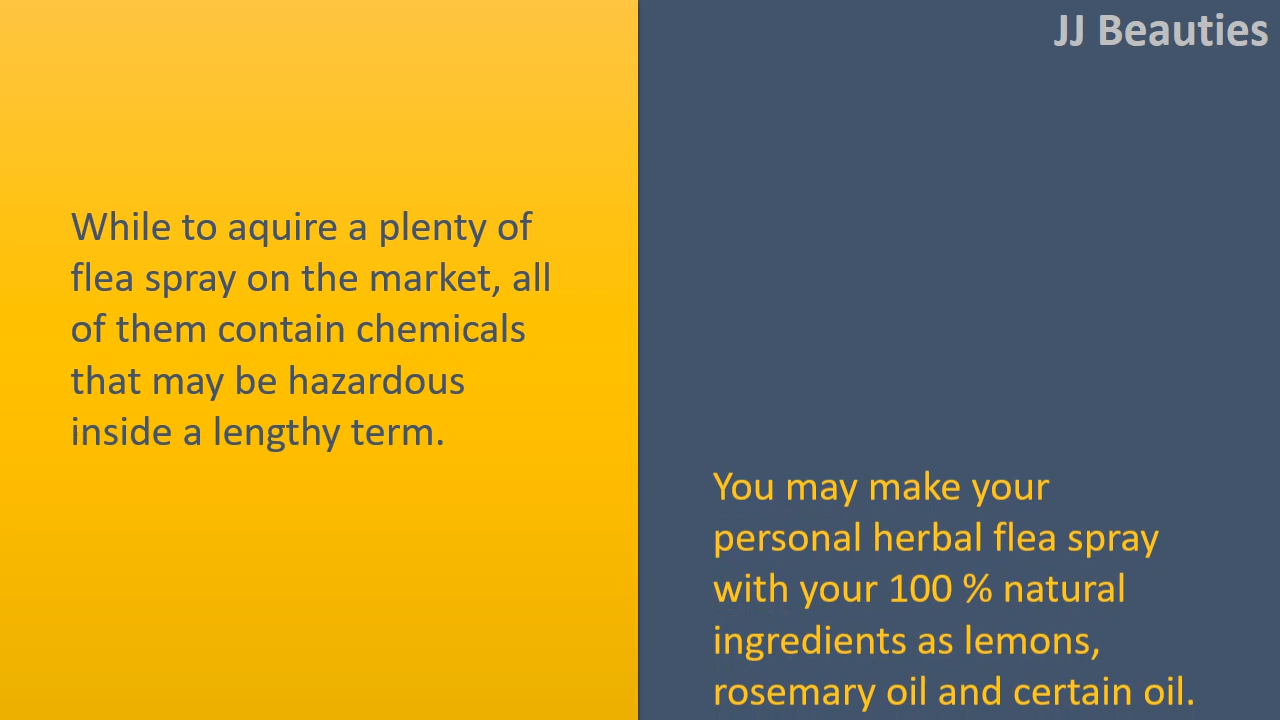 JJ Beauties
While to aquire a plenty of
flea spray on the market, all
of them contain chemicals
that may be hazardous
inside a lengthy term.
You may make your
personal herbal flea spray
with your 100 % natural
ingredients as lemons,
rosemary oil and certain oil.